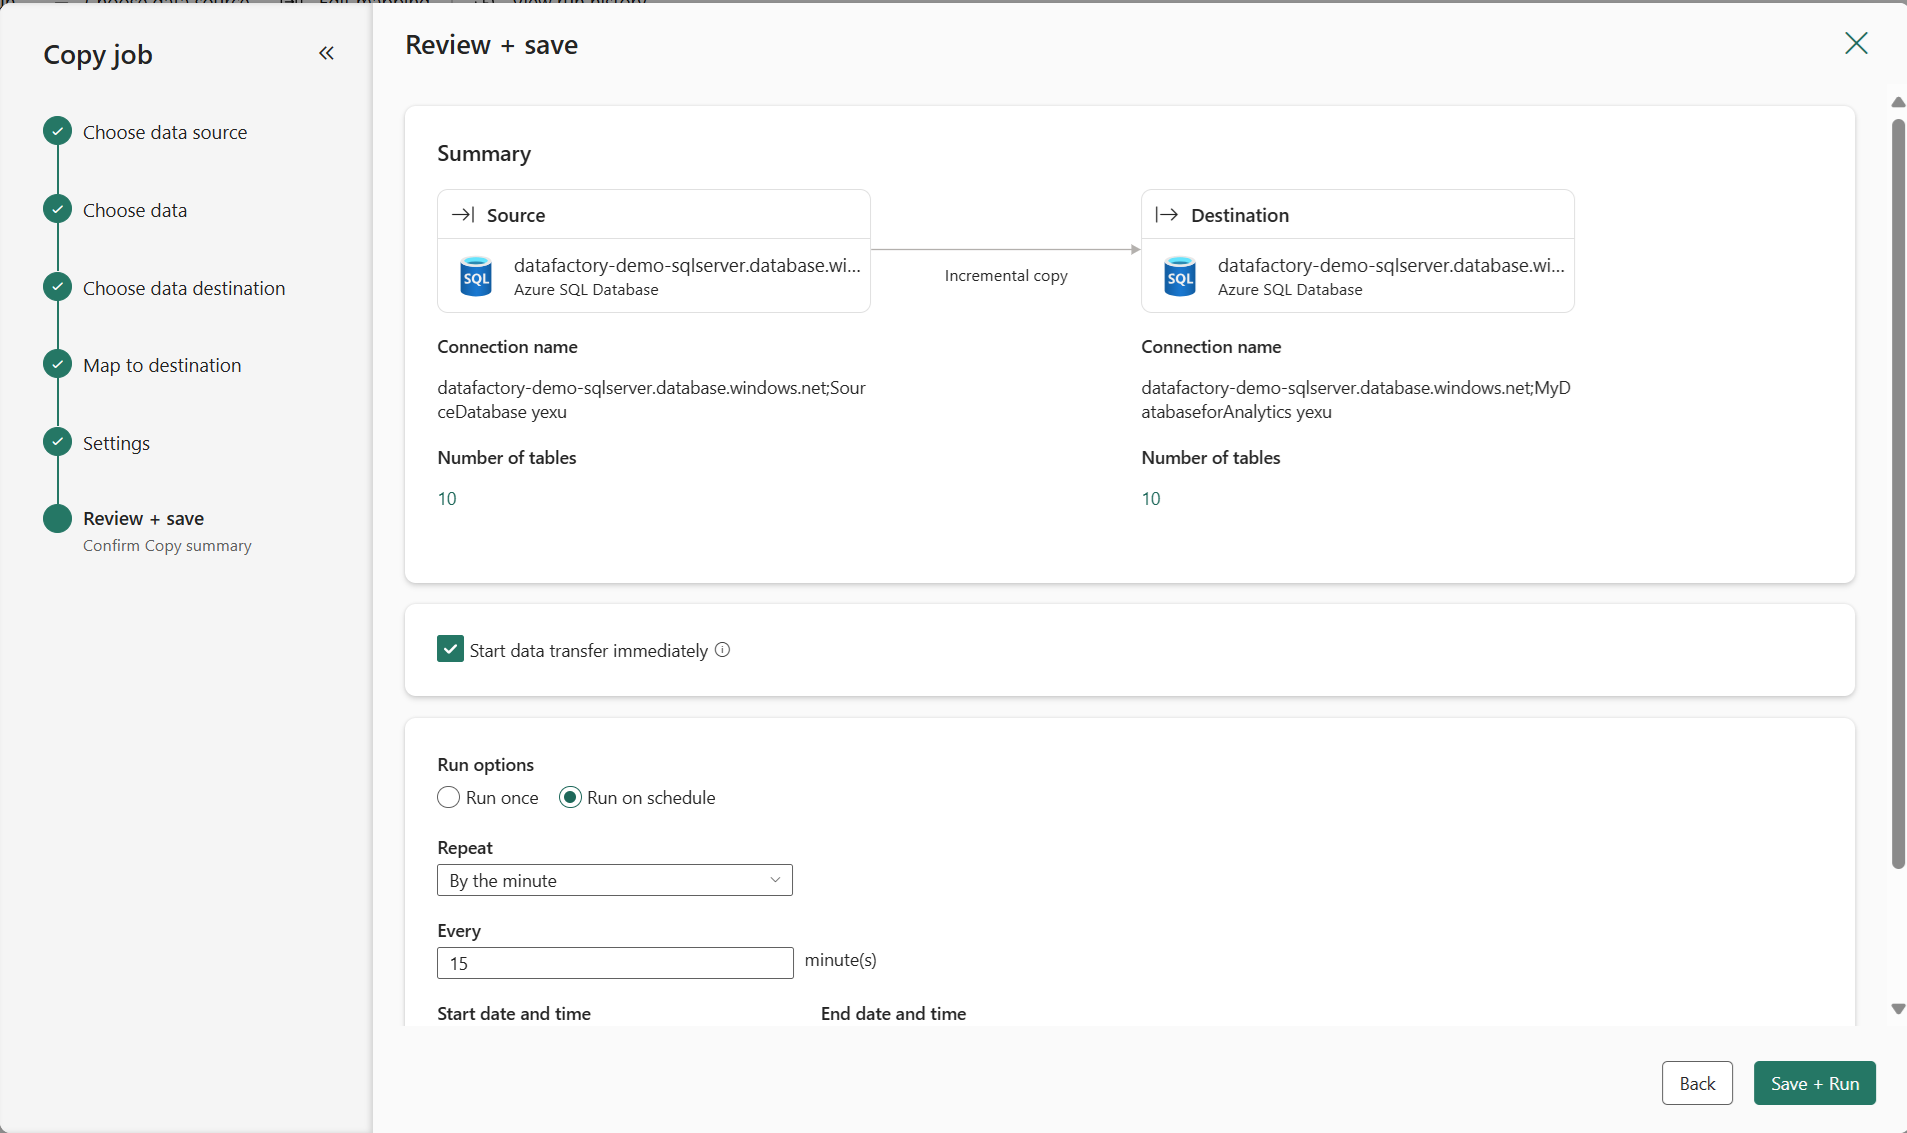 Copy job
Choose data source
Choose data
Choose data destination
Map to destination
Settings
Review + save
Confirm Copy summary
Review + save
Summary
Source
SQL
datafactory-demo-sqlserver.database.wi...
Azure SQL Database
Incremental copy
Destination
SQL
datafactory-demo-sqlserver.database.wi...
Azure SQL Database
Connection name
datafactory-demo-sqlserver.database.windows.net;Sour
ceDatabase yexu
Number of tables
10
Connection name
datafactory-demo-sqlserver.database.windows.net;MyD
atabaseforAnalytics yexu
Number of tables
10
Start data transfer immediately
Run options
Run once
Run on schedule
Repeat
By the minute
Every
15
minute(s)
Start date and time
End date and time
Back
Save + Run